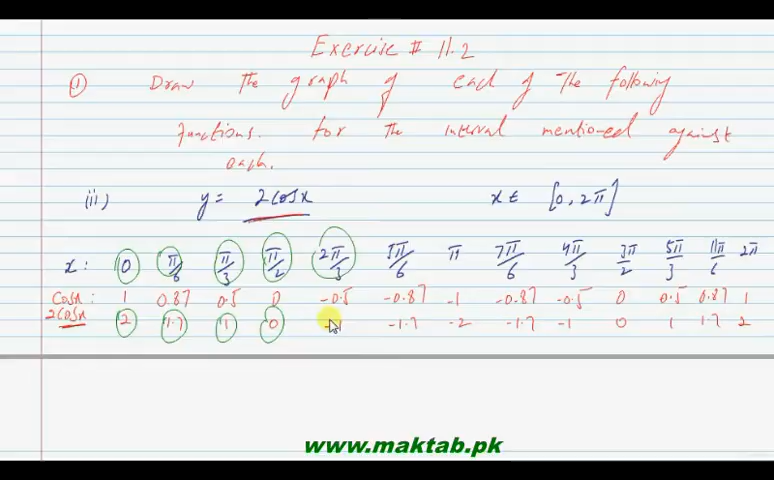 Exercise # 11.2
① Draw the graph of each of the following
functions. for the interval mentioned against
each.
(ii) y = 2cosx x ∈ [0, 2π]
x: 0 π/6 π/3 π/2 2π/3 5π/6 π 7π/6 4π/3 3π/2 5π/3 11π/6 2π
Cosx: 1 0.87 0.5 0 -0.5 -0.87 -1 -0.87 -0.5 0 0.5 0.87 1
2cosx 2 1.7 1 0 -1.7 -2 -1.7 -1 0 1 1.7 2
www.maktab.pk